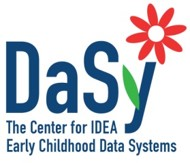 DaSy
The Center for IDEA
Early Childhood Data Systems